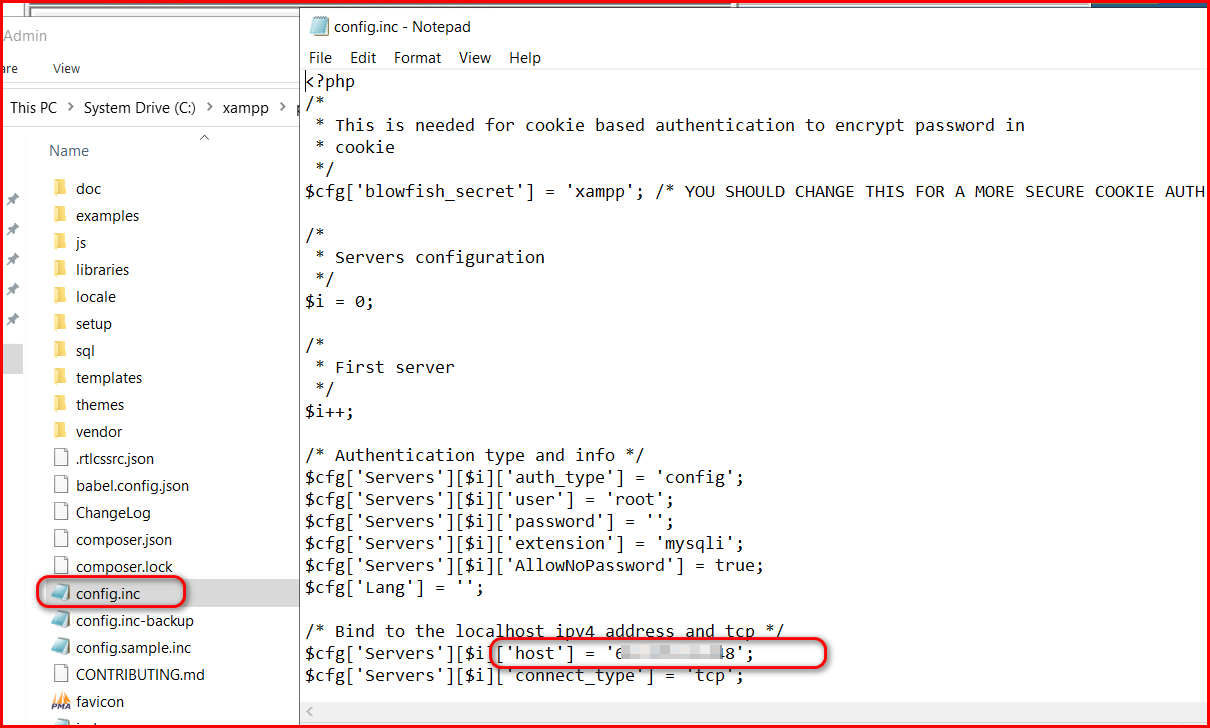 Admin
are
View
This PC > System Drive (C:) > xampp >
Name
doc
examples
js
libraries
locale
setup
sql
templates
themes
vendor
.rtlcssrc.json
babel.config.json
ChangeLog
composer.json
composer.lock
config.inc
config.inc-backup
config.sample.inc
CONTRIBUTING.md
PMA
favicon
config.inc - Notepad
File Edit Format View Help
<?php
/*
* This is needed for cookie based authentication to encrypt password in
* cookie
*/
$cfg['blowfish_secret'] = 'xampp'; /* YOU SHOULD CHANGE THIS FOR A MORE SECURE COOKIE AUTH
/*
* Servers configuration
*/
$i = 0;
/*
* First server
*/
$i++;
/* Authentication type and info */
$cfg['Servers'][$i]['auth_type'] = 'config';
$cfg['Servers'][$i]['user'] = 'root';
$cfg['Servers'][$i]['password'] = '';
$cfg['Servers'][$i]['extension'] = 'mysqli';
$cfg['Servers'][$i]['AllowNoPassword'] = true;
$cfg['Lang'] = '';
/* Bind to the localhost ipv4 address and tcp */
$cfg['Servers'][$i]['host'] = '6 48';
$cfg['Servers'][$i]['connect_type'] = 'tcp';